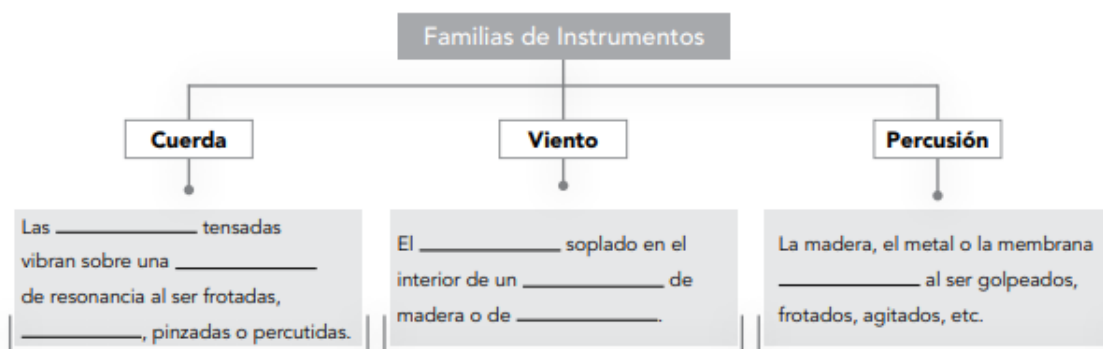 Familias de Instrumentos
Cuerda
Viento
Percusión
Las ____________ tensadas
vibran sobre una ____________
de resonancia al ser frotadas,
____________, pinzadas o percutidas.
El ____________ soplado en el
interior de un ____________ de
madera o de ____________.
La madera, el metal o la membrana
____________ al ser golpeados,
frotados, agitados, etc.